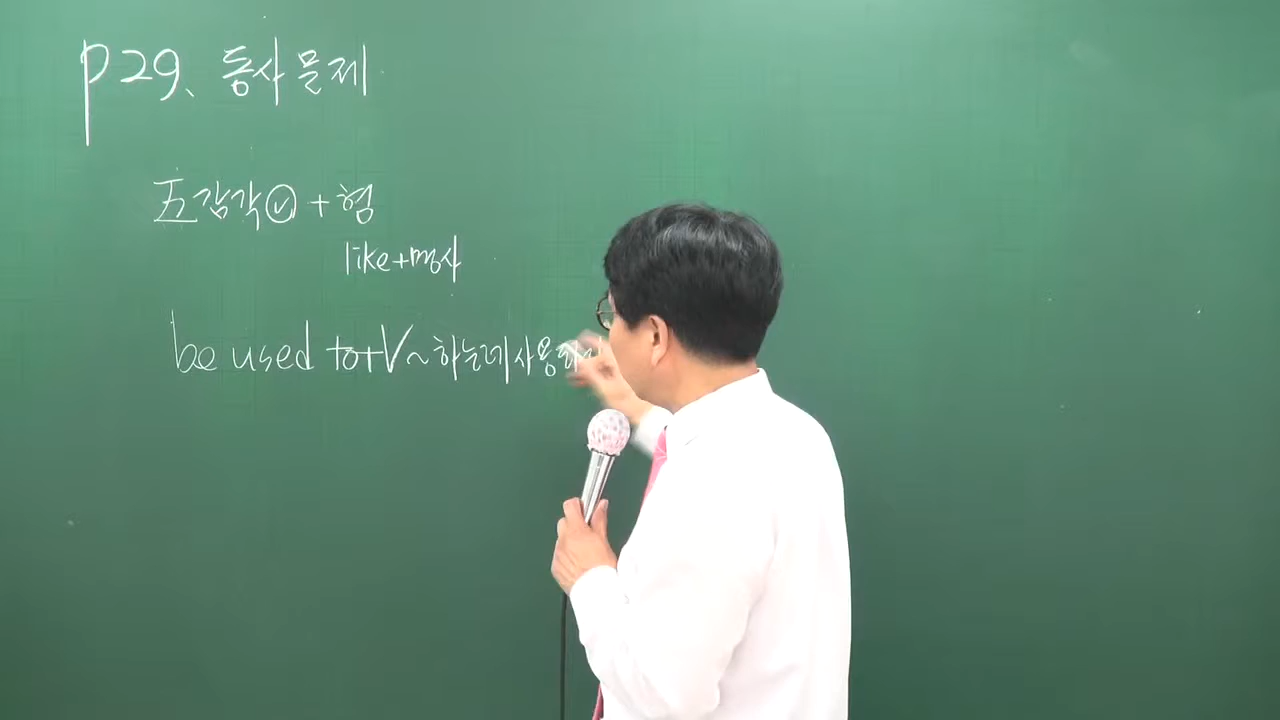 p29. 동사 문제
五감각ⓥ + 형
like+명사
be used to+V ~하는데 사용하